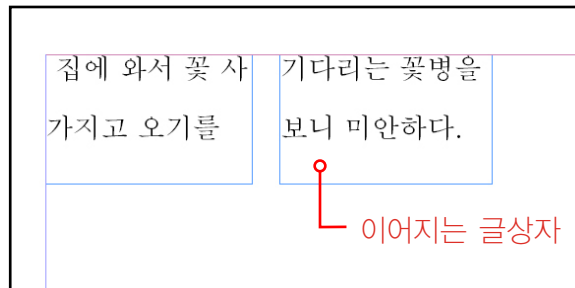 집에 와서 꽃 사
가지고 오기를
기다리는 꽃병을
보니 미안하다.
이어지는 글상자